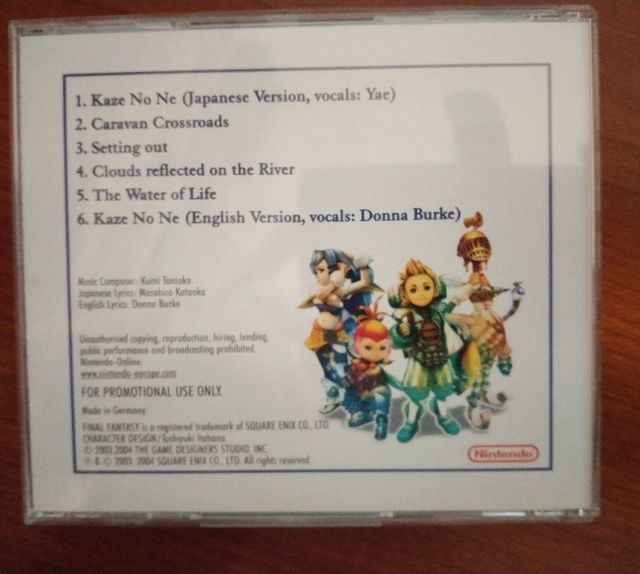 1. Kaze No Ne (Japanese Version, vocals: Yae)
2. Caravan Crossroads
3. Setting out
4. Clouds reflected on the River
5. The Water of Life
6. Kaze No Ne (English Version, vocals: Donna Burke)
Music Composer: Kumi Tanioka
Japanese Lyrics: Masahiro Kataoka
English Lyrics: Donna Burke
Unauthorised copying, reproduction, hiring, lending,
public performance and broadcasting prohibited.
Nintendo-Online:
www.nintendo-europe.com
FOR PROMOTIONAL USE ONLY.
Made in Germany.
FINAL FANTASY is a registered trademark of SQUARE ENIX CO., LTD.
CHARACTER DESIGN/Toshiyuki Itahana.
© 2003,2004 THE GAME DESIGNERS STUDIO, INC.
℗ & © 2003, 2004 SQUARE ENIX CO., LTD. All rights reserved.
Nintendo